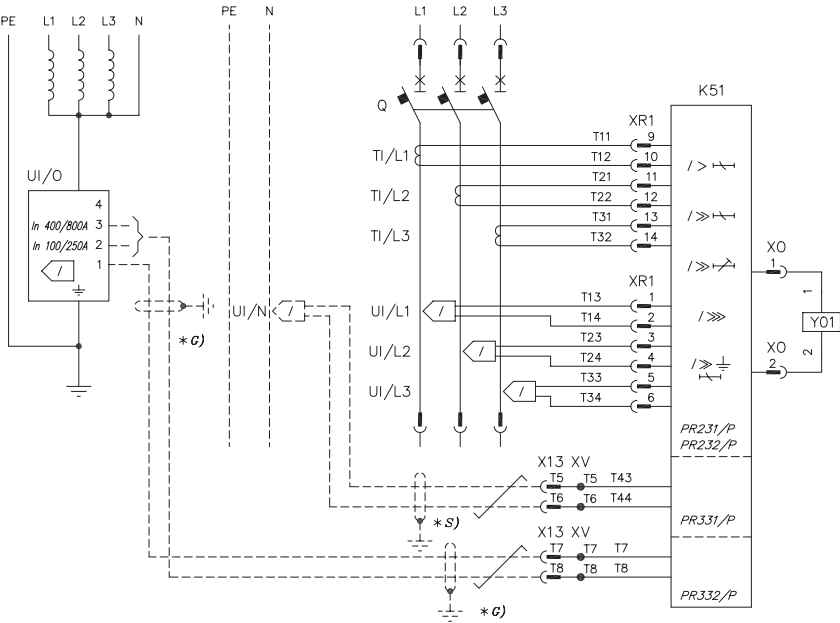 PE L1 L2 L3 N
PE N
L1 L2 L3
Q
K51
XR1
T11 9
TI/L1
T12 10
T21 11
TI/L2
T22 12
T31 13
TI/L3
T32 14
UI/O
4
In 400/800A 3
In 100/250A 2
1
/
/ >
/ >>
/ >>
/ >>>
/ >>
XO
1
1
YO1
2
XO
2
XR1
UI/N /
UI/L1 /
T13 1
T14 2
UI/L2 /
T23 3
T24 4
UI/L3 /
T33 5
T34 6
*G)
PR231/P
PR232/P
X13 XV
T5 T5 T43
T6 T6 T44
*S)
PR331/P
X13 XV
T7 T7 T7
T8 T8 T8
*G)
PR332/P